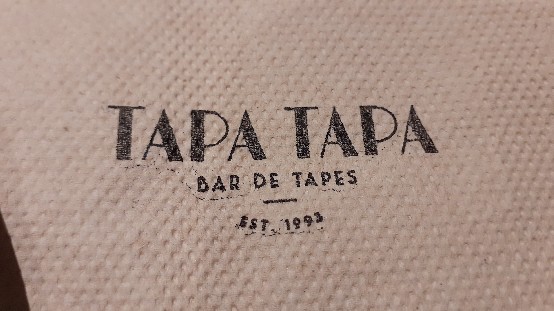 TAPA TAPA
BAR DE TAPES
EST. 1993